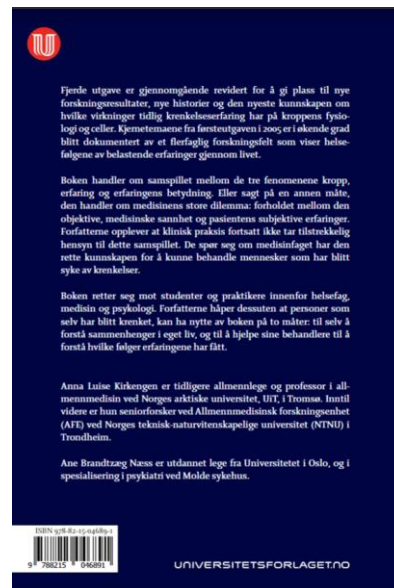 Fjerde utgave er gjennomgående revidert for å gi plass til nye
forskningsresultater, nye historier og den nyeste kunnskapen om
hvilke virkninger tidlig krenkelseserfaring har på kroppens fysio-
logi og celler. Kjernetemaene fra førsteutgaven i 2005 er i økende grad
blitt dokumentert av et flerfaglig forskningsfelt som viser helse-
følgene av belastende erfaringer gjennom livet.
Boken handler om samspillet mellom de tre fenomenene kropp,
erfaring og erfaringens betydning. Eller sagt på en annen måte,
den handler om medisinens store dilemma: forholdet mellom den
objektive, medisinske sannhet og pasientens subjektive erfaringer.
Forfatterne opplever at klinisk praksis fortsatt ikke tar tilstrekkelig
hensyn til dette samspillet. De spør seg om medisinfaget har den
rette kunnskapen for å kunne behandle mennesker som har blitt
syke av krenkelser.
Boken retter seg mot studenter og praktikere innenfor helsefag,
medisin og psykologi. Forfatterne håper dessuten at personer som
selv har blitt krenket, kan ha nytte av boken på to måter: til selv å
forstå sammenhenger i eget liv, og til å hjelpe sine behandlere til å
forstå hvilke følger erfaringene har fått.
Anna Luise Kirkengen er tidligere allmennlege og professor i all-
mennmedisin ved Norges arktiske universitet, UiT, i Tromsø. Inntil
videre er hun seniorforsker ved Allmennmedisinsk forskningsenhet
(AFE) ved Norges teknisk-naturvitenskapelige universitet (NTNU) i
Trondheim.
Ane Brandtzæg Næss er utdannet lege fra Universitetet i Oslo, og i
spesialisering i psykiatri ved Molde sykehus.
ISBN 978-82-15-04689-1
9 788215 046891
UNIVERSITETSFORLAGET.NO